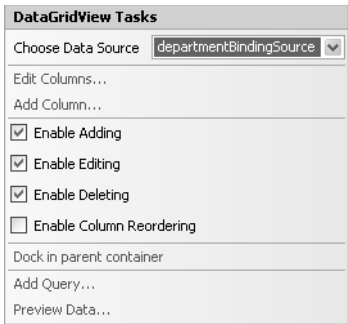 DataGridView Tasks
Choose Data Source departmentBindingSource
Edit Columns...
Add Column...
Enable Adding
Enable Editing
Enable Deleting
Enable Column Reordering
Dock in parent container
Add Query...
Preview Data...